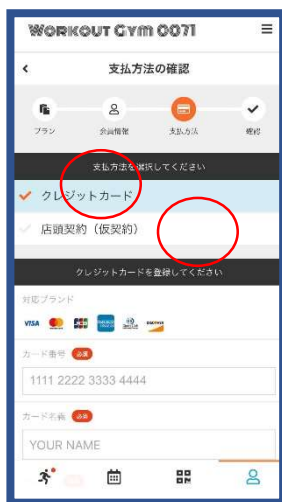 WORKOUT GYM 0071
支払方法の確認
プラン 会員情報 支払方法 確認
支払方法を選択してください
クレジットカード
店頭契約（仮契約）
クレジットカードを登録してください
対応ブランド
VISA JCB
カード番号 必須
1111 2222 3333 4444
カード名義 必須
YOUR NAME